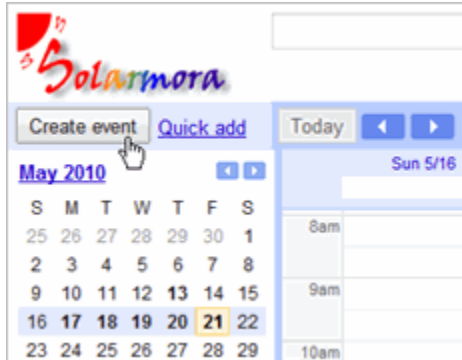 Solarmora
Create event Quick add Today
May 2010
Sun 5/16
S M T W T F S
25 26 27 28 29 30 1
2 3 4 5 6 7 8
9 10 11 12 13 14 15
16 17 18 19 20 21 22
23 24 25 26 27 28 29
8am
9am
10am